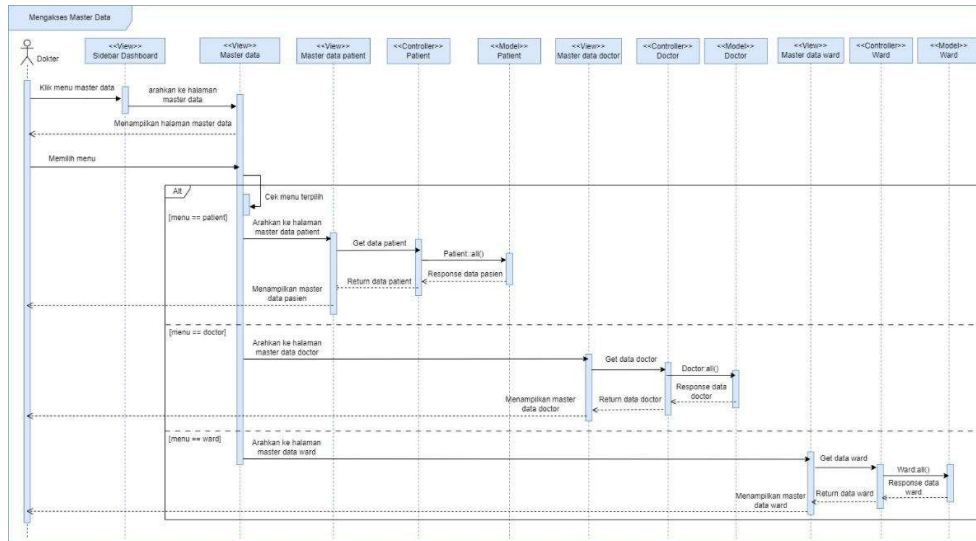 Mengakses Master Data
Dokter
<<View>>
Sidebar Dashboard
<<View>>
Master data
<<View>>
Master data patient
<<Controller>>
Patient
<<Model>>
Patient
<<View>>
Master data doctor
<<Controller>>
Doctor
<<Model>>
Doctor
<<View>>
Master data ward
<<Controller>>
Ward
<<Model>>
Ward
Klik menu master data
arahkan ke halaman
master data
Menampilkan halaman master data
Memilih menu
Alt
Cek menu terpilih
[menu == patient]
Arahkan ke halaman
master data patient
Get data patient
Patient::all()
Response data pasien
Return data patient
Menampilkan master
data pasien
[menu == doctor]
Arahkan ke halaman
master data doctor
Get data doctor
Doctor:all()
Response data
doctor
Return data doctor
Menampilkan master
data doctor
[menu == ward]
Arahkan ke halaman
master data ward
Get data ward
Ward:all()
Response data
ward
Return data ward
Menampilkan master
data ward